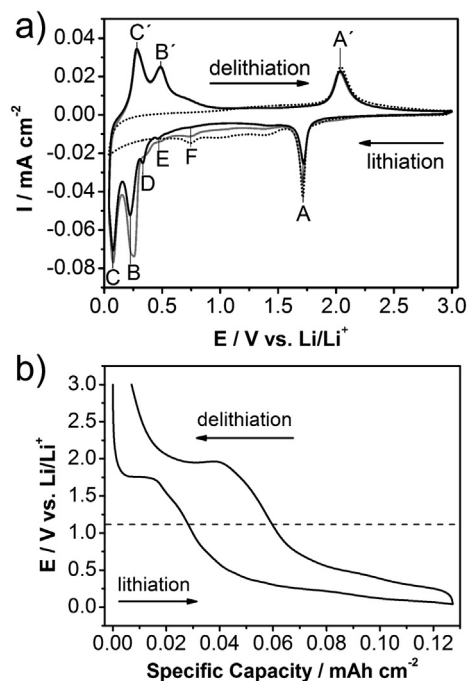 a)
I / mA cm⁻²
0.04
0.02
0.00
-0.02
-0.04
-0.06
-0.08
C´
B´
A´
delithiation
lithiation
F
E
D
A
B
C
0.0 0.5 1.0 1.5 2.0 2.5 3.0
E / V vs. Li/Li⁺
b)
E / V vs. Li/Li⁺
3.0
2.5
2.0
1.5
1.0
0.5
0.0
delithiation
lithiation
0.00 0.02 0.04 0.06 0.08 0.10 0.12
Specific Capacity / mAh cm⁻²